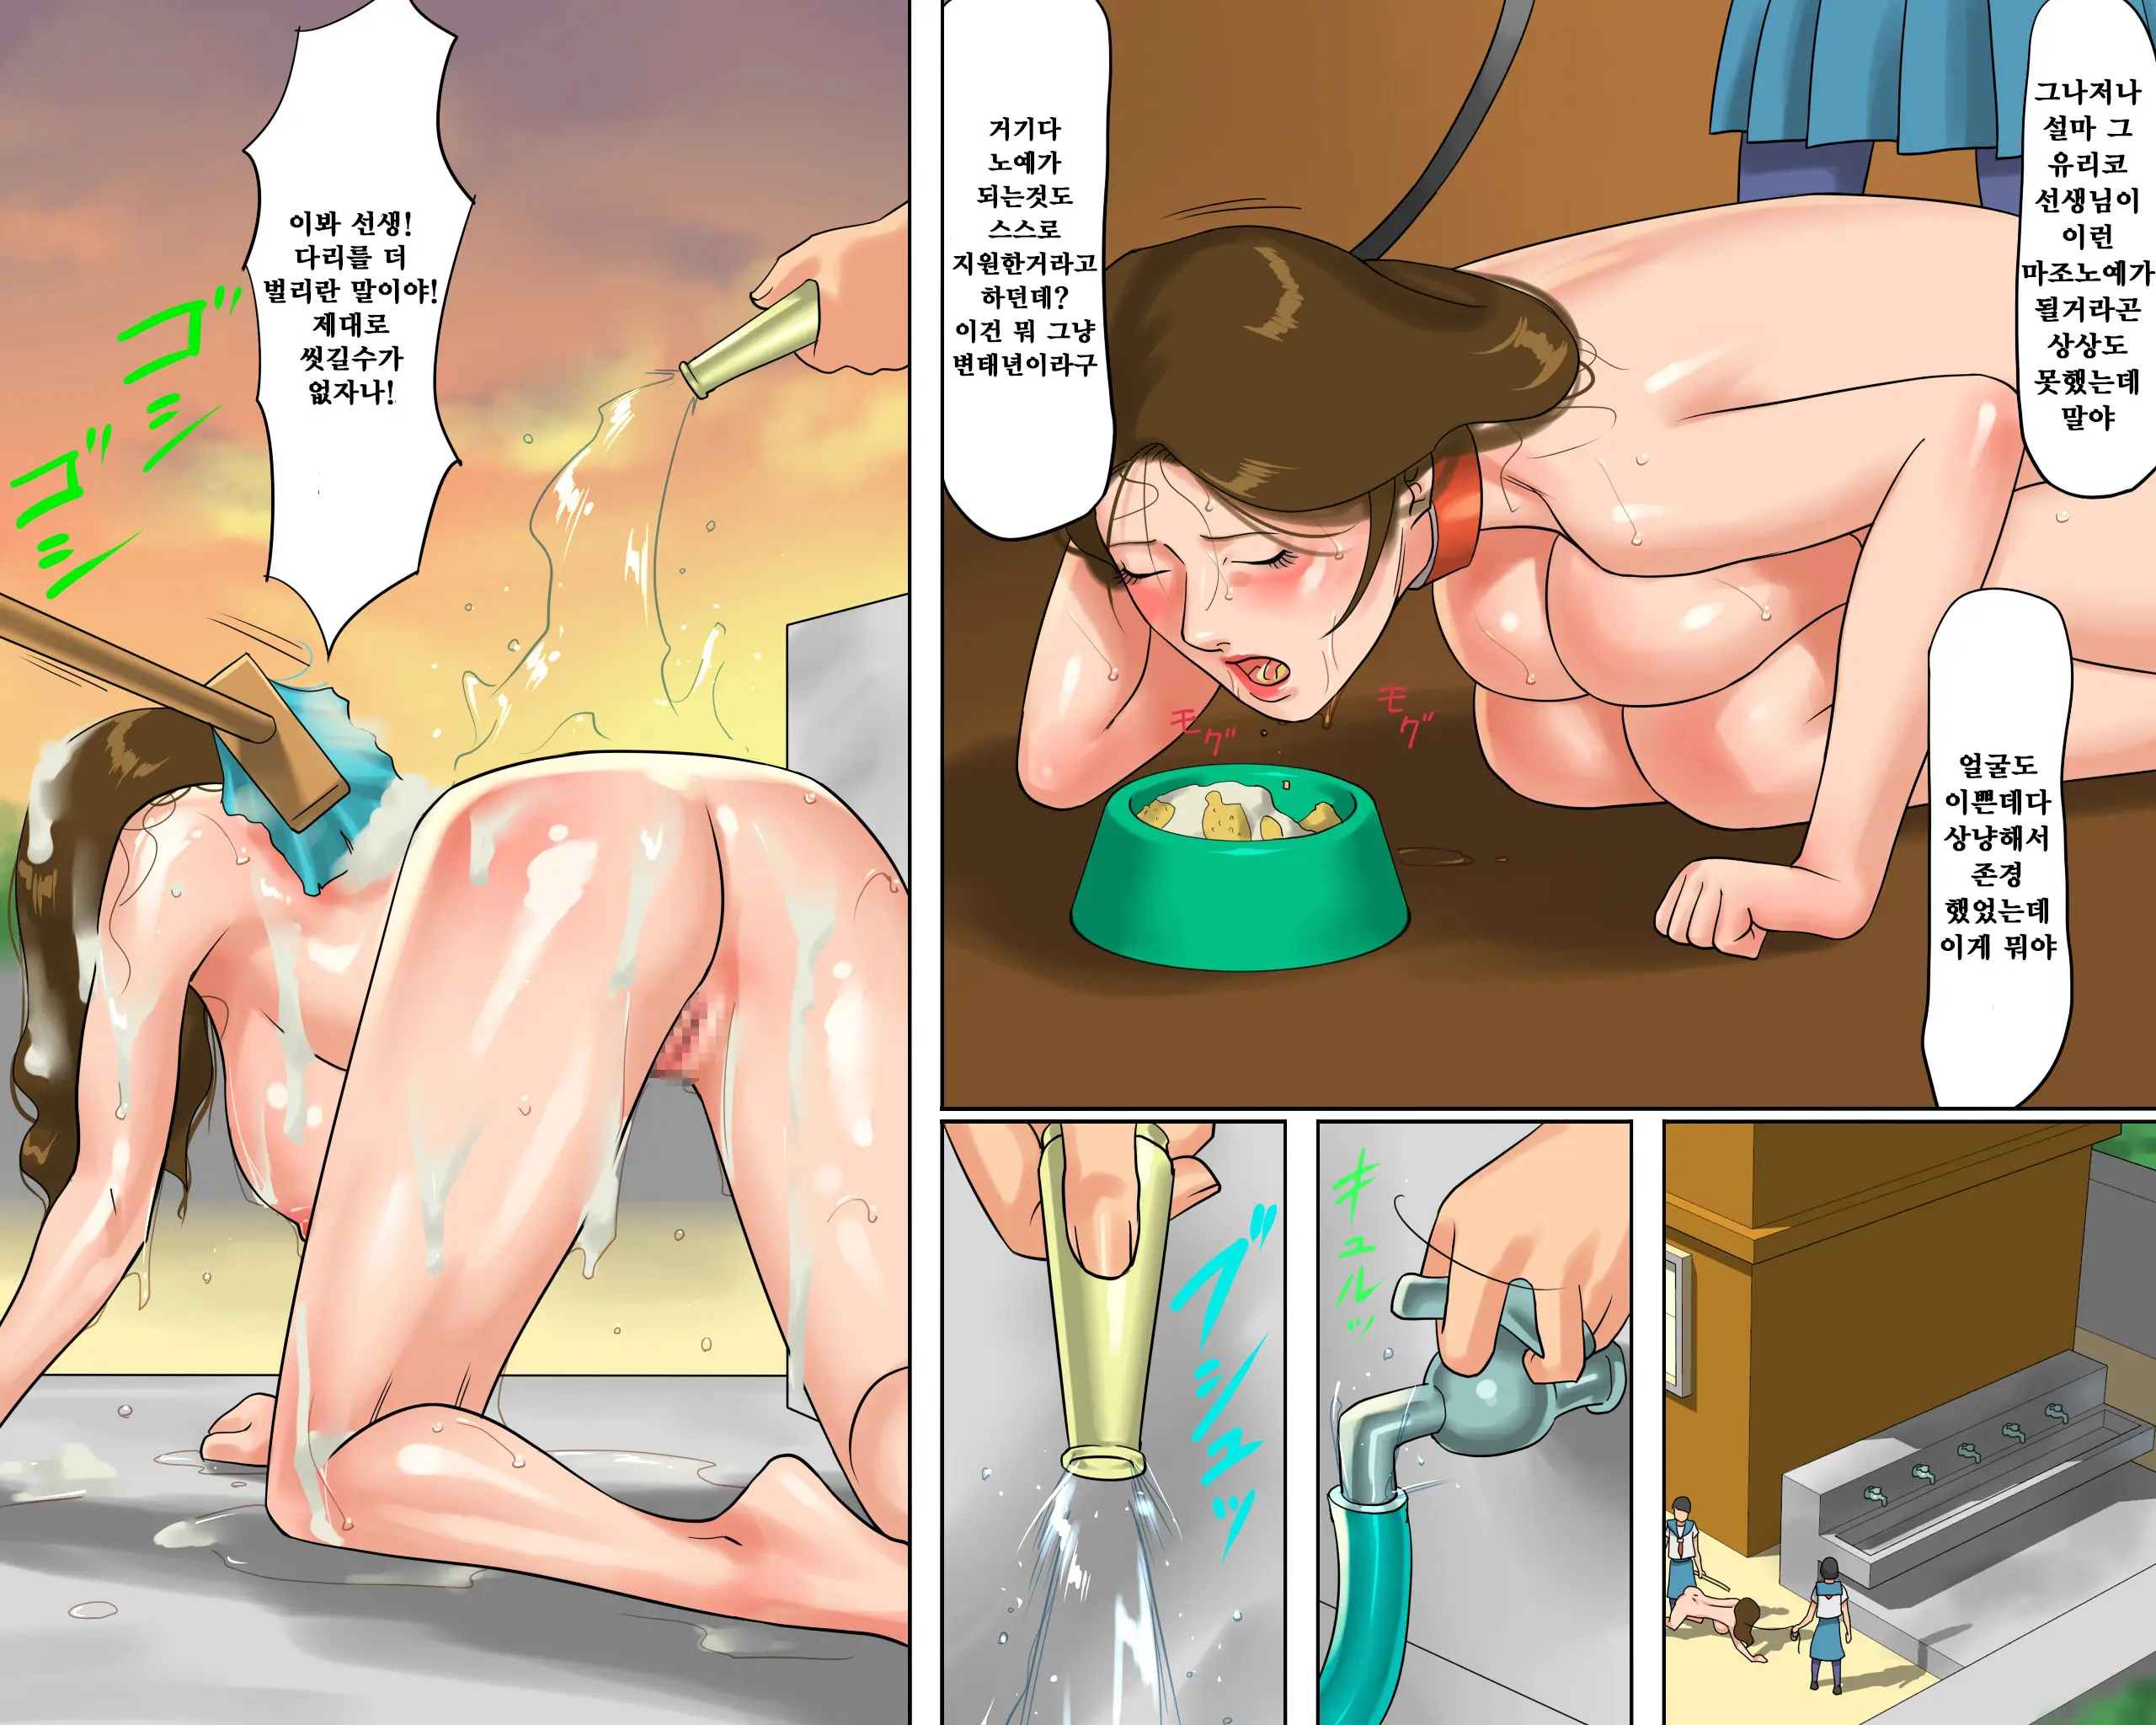 그나저나
설마 그
유리코
선생님이
이런
마조노예가
될거라곤
상상도
못했는데
말야
얼굴도
이쁜데다
상냥해서
존경
했었는데
이게 뭐야
거기다
노예가
되는것도
스스로
지원한거라고
하던데?
이건 뭐 그냥
변태년이라구
モグ
モグ
キュルッ
ブシュッ
이봐 선생!
다리를 더
벌리란 말이야!
제대로
씻길수가
없자나!
ゴシ
ゴシ